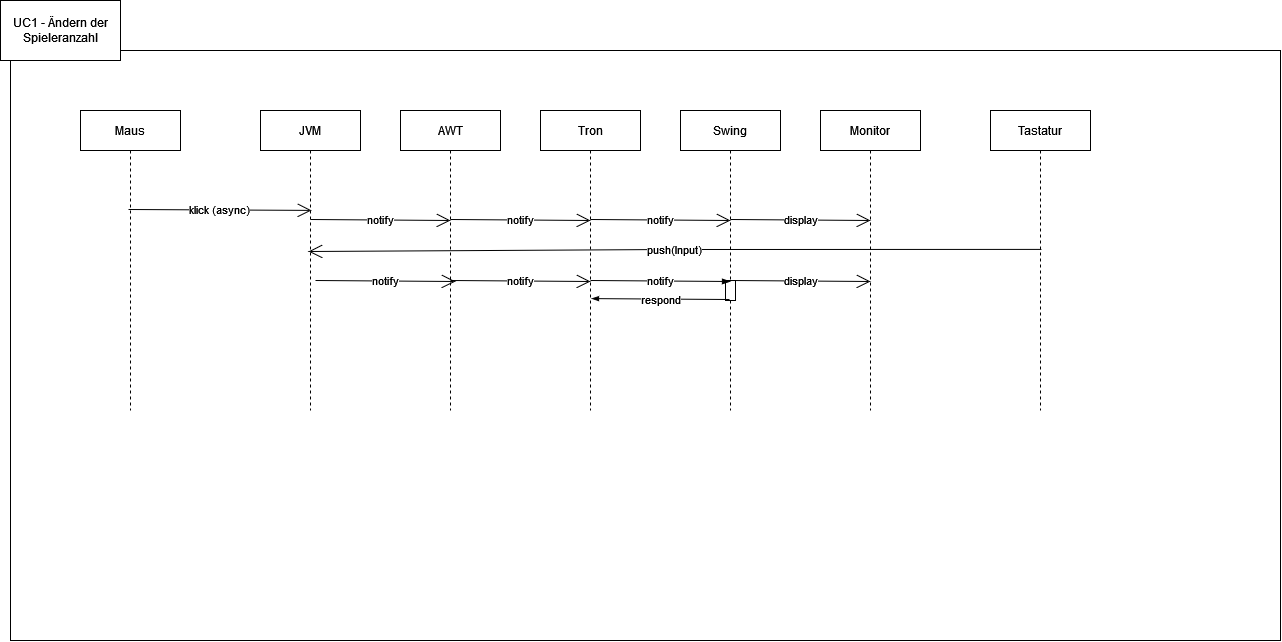 UC1 - Ändern der
Spieleranzahl
Maus
JVM
AWT
Tron
Swing
Monitor
Tastatur
klick (async)
notify
notify
notify
display
push(Input)
notify
notify
notify
display
respond